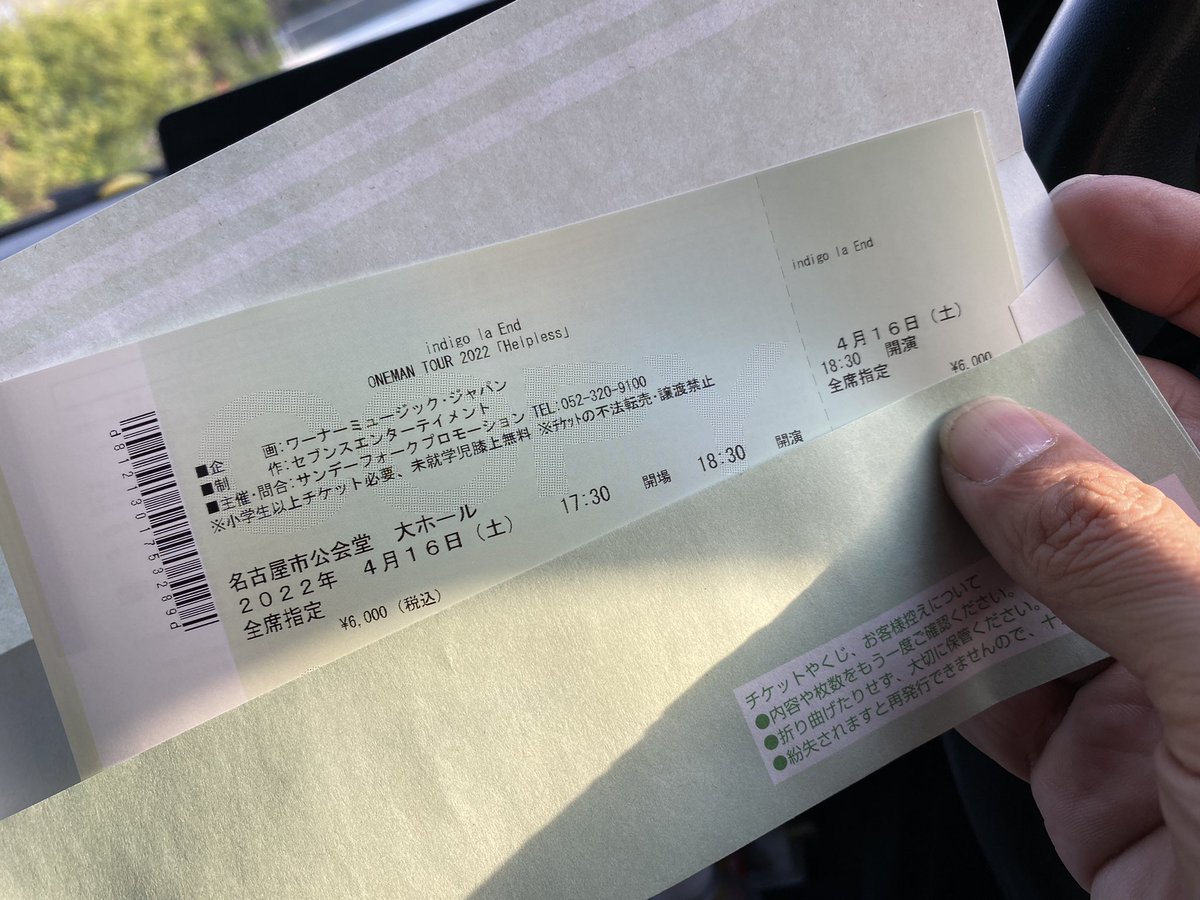 indigo la End
ONEMAN TOUR 2022「Helpless」
■企　　画:ワーナーミュージック・ジャパン
■制　　作:セブンスエンターテイメント
■主催・問合:サンデーフォークプロモーション TEL:052-320-9100
※小学生以上チケット必要、未就学児膝上無料 ※ﾁｹｯﾄの不法転売・譲渡禁止
名古屋市公会堂　大ホール
２０２２年　４月１６日（土）　17:30　開場　18:30　開演
全席指定　¥6,000（税込）
COPY
d8121301753289d
indigo la End
４月１６日（土）
18:30　開演
全席指定　¥6,000
チケットやくじ、お客様控えについて
●内容や枚数をもう一度ご確認ください。
●折り曲げたりせず、大切に保管ください。
●紛失されますと再発行できませんので、十